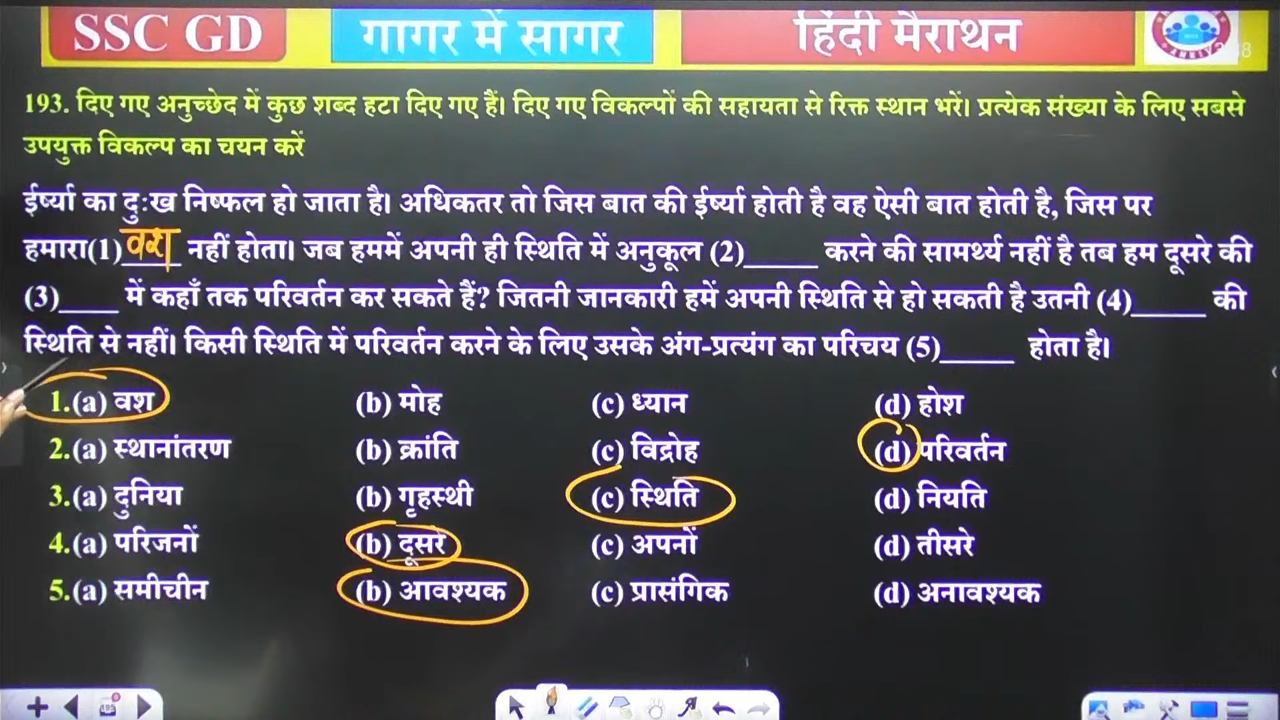 SSC GD
गागर में सागर
हिंदी मैराथन
193. दिए गए अनुच्छेद में कुछ शब्द हटा दिए गए हैं। दिए गए विकल्पों की सहायता से रिक्त स्थान भरें। प्रत्येक संख्या के लिए सबसे
उपयुक्त विकल्प का चयन करें
ईर्ष्या का दुःख निष्फल हो जाता है। अधिकतर तो जिस बात की ईर्ष्या होती है वह ऐसी बात होती है, जिस पर
हमारा(1) वश नहीं होता। जब हममें अपनी ही स्थिति में अनुकूल (2)_____ करने की सामर्थ्य नहीं है तब हम दूसरे की
(3)____ में कहाँ तक परिवर्तन कर सकते हैं? जितनी जानकारी हमें अपनी स्थिति से हो सकती है उतनी (4)_____ की
स्थिति से नहीं। किसी स्थिति में परिवर्तन करने के लिए उसके अंग-प्रत्यंग का परिचय (5)_____ होता है।
1.(a) वश (b) मोह (c) ध्यान (d) होश
2.(a) स्थानांतरण (b) क्रांति (c) विद्रोह (d) परिवर्तन
3.(a) दुनिया (b) गृहस्थी (c) स्थिति (d) नियति
4.(a) परिजनों (b) दूसरे (c) अपनों (d) तीसरे
5.(a) समीचीन (b) आवश्यक (c) प्रासंगिक (d) अनावश्यक